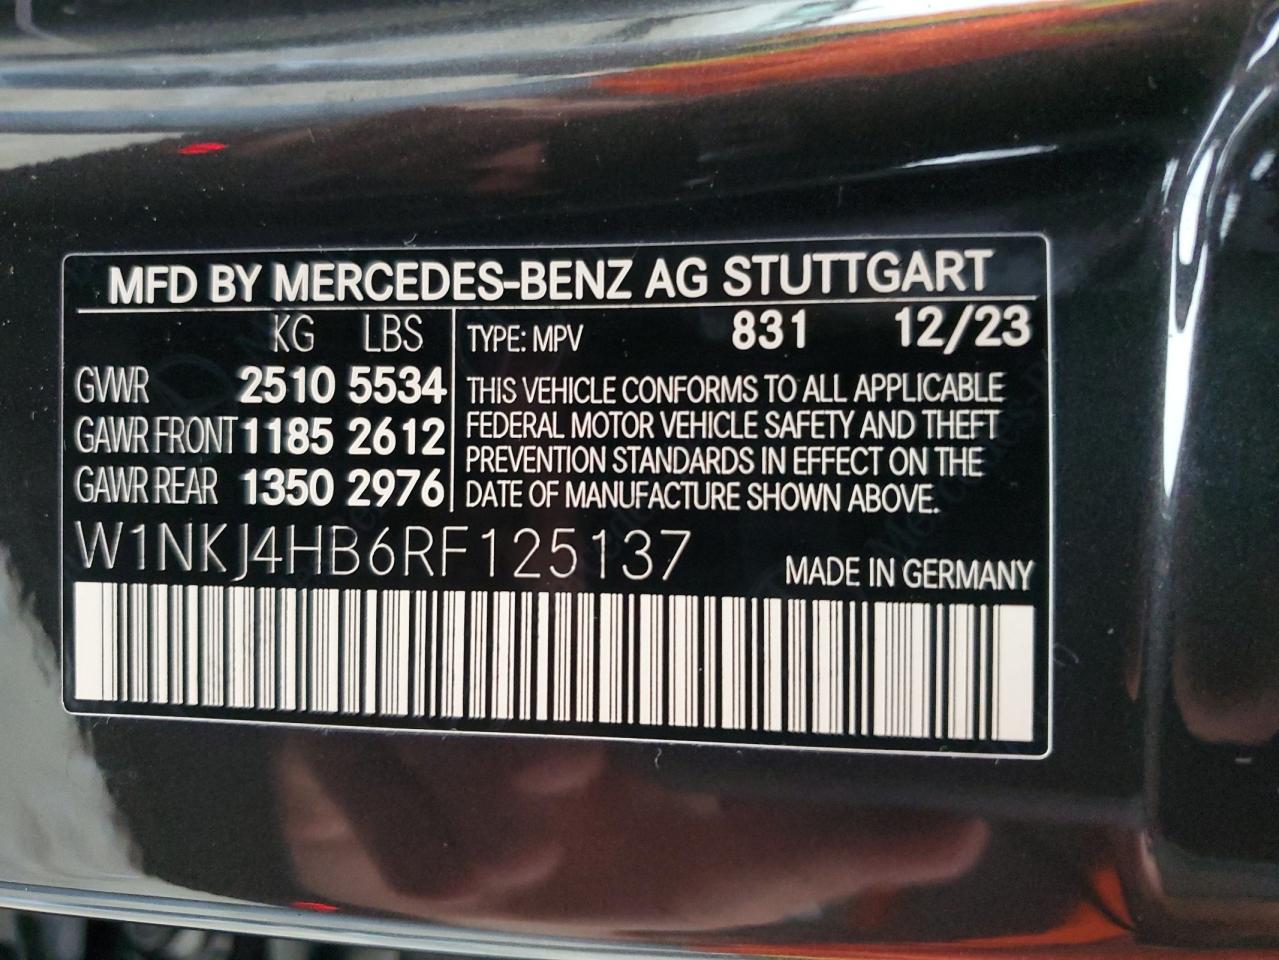 MFD BY MERCEDES-BENZ AG STUTTGART
KG LBS
GVWR 2510 5534
GAWR FRONT 1185 2612
GAWR REAR 1350 2976
TYPE: MPV 831 12/23
THIS VEHICLE CONFORMS TO ALL APPLICABLE
FEDERAL MOTOR VEHICLE SAFETY AND THEFT
PREVENTION STANDARDS IN EFFECT ON THE
DATE OF MANUFACTURE SHOWN ABOVE.
W1NKJ4HB6RF125137
MADE IN GERMANY